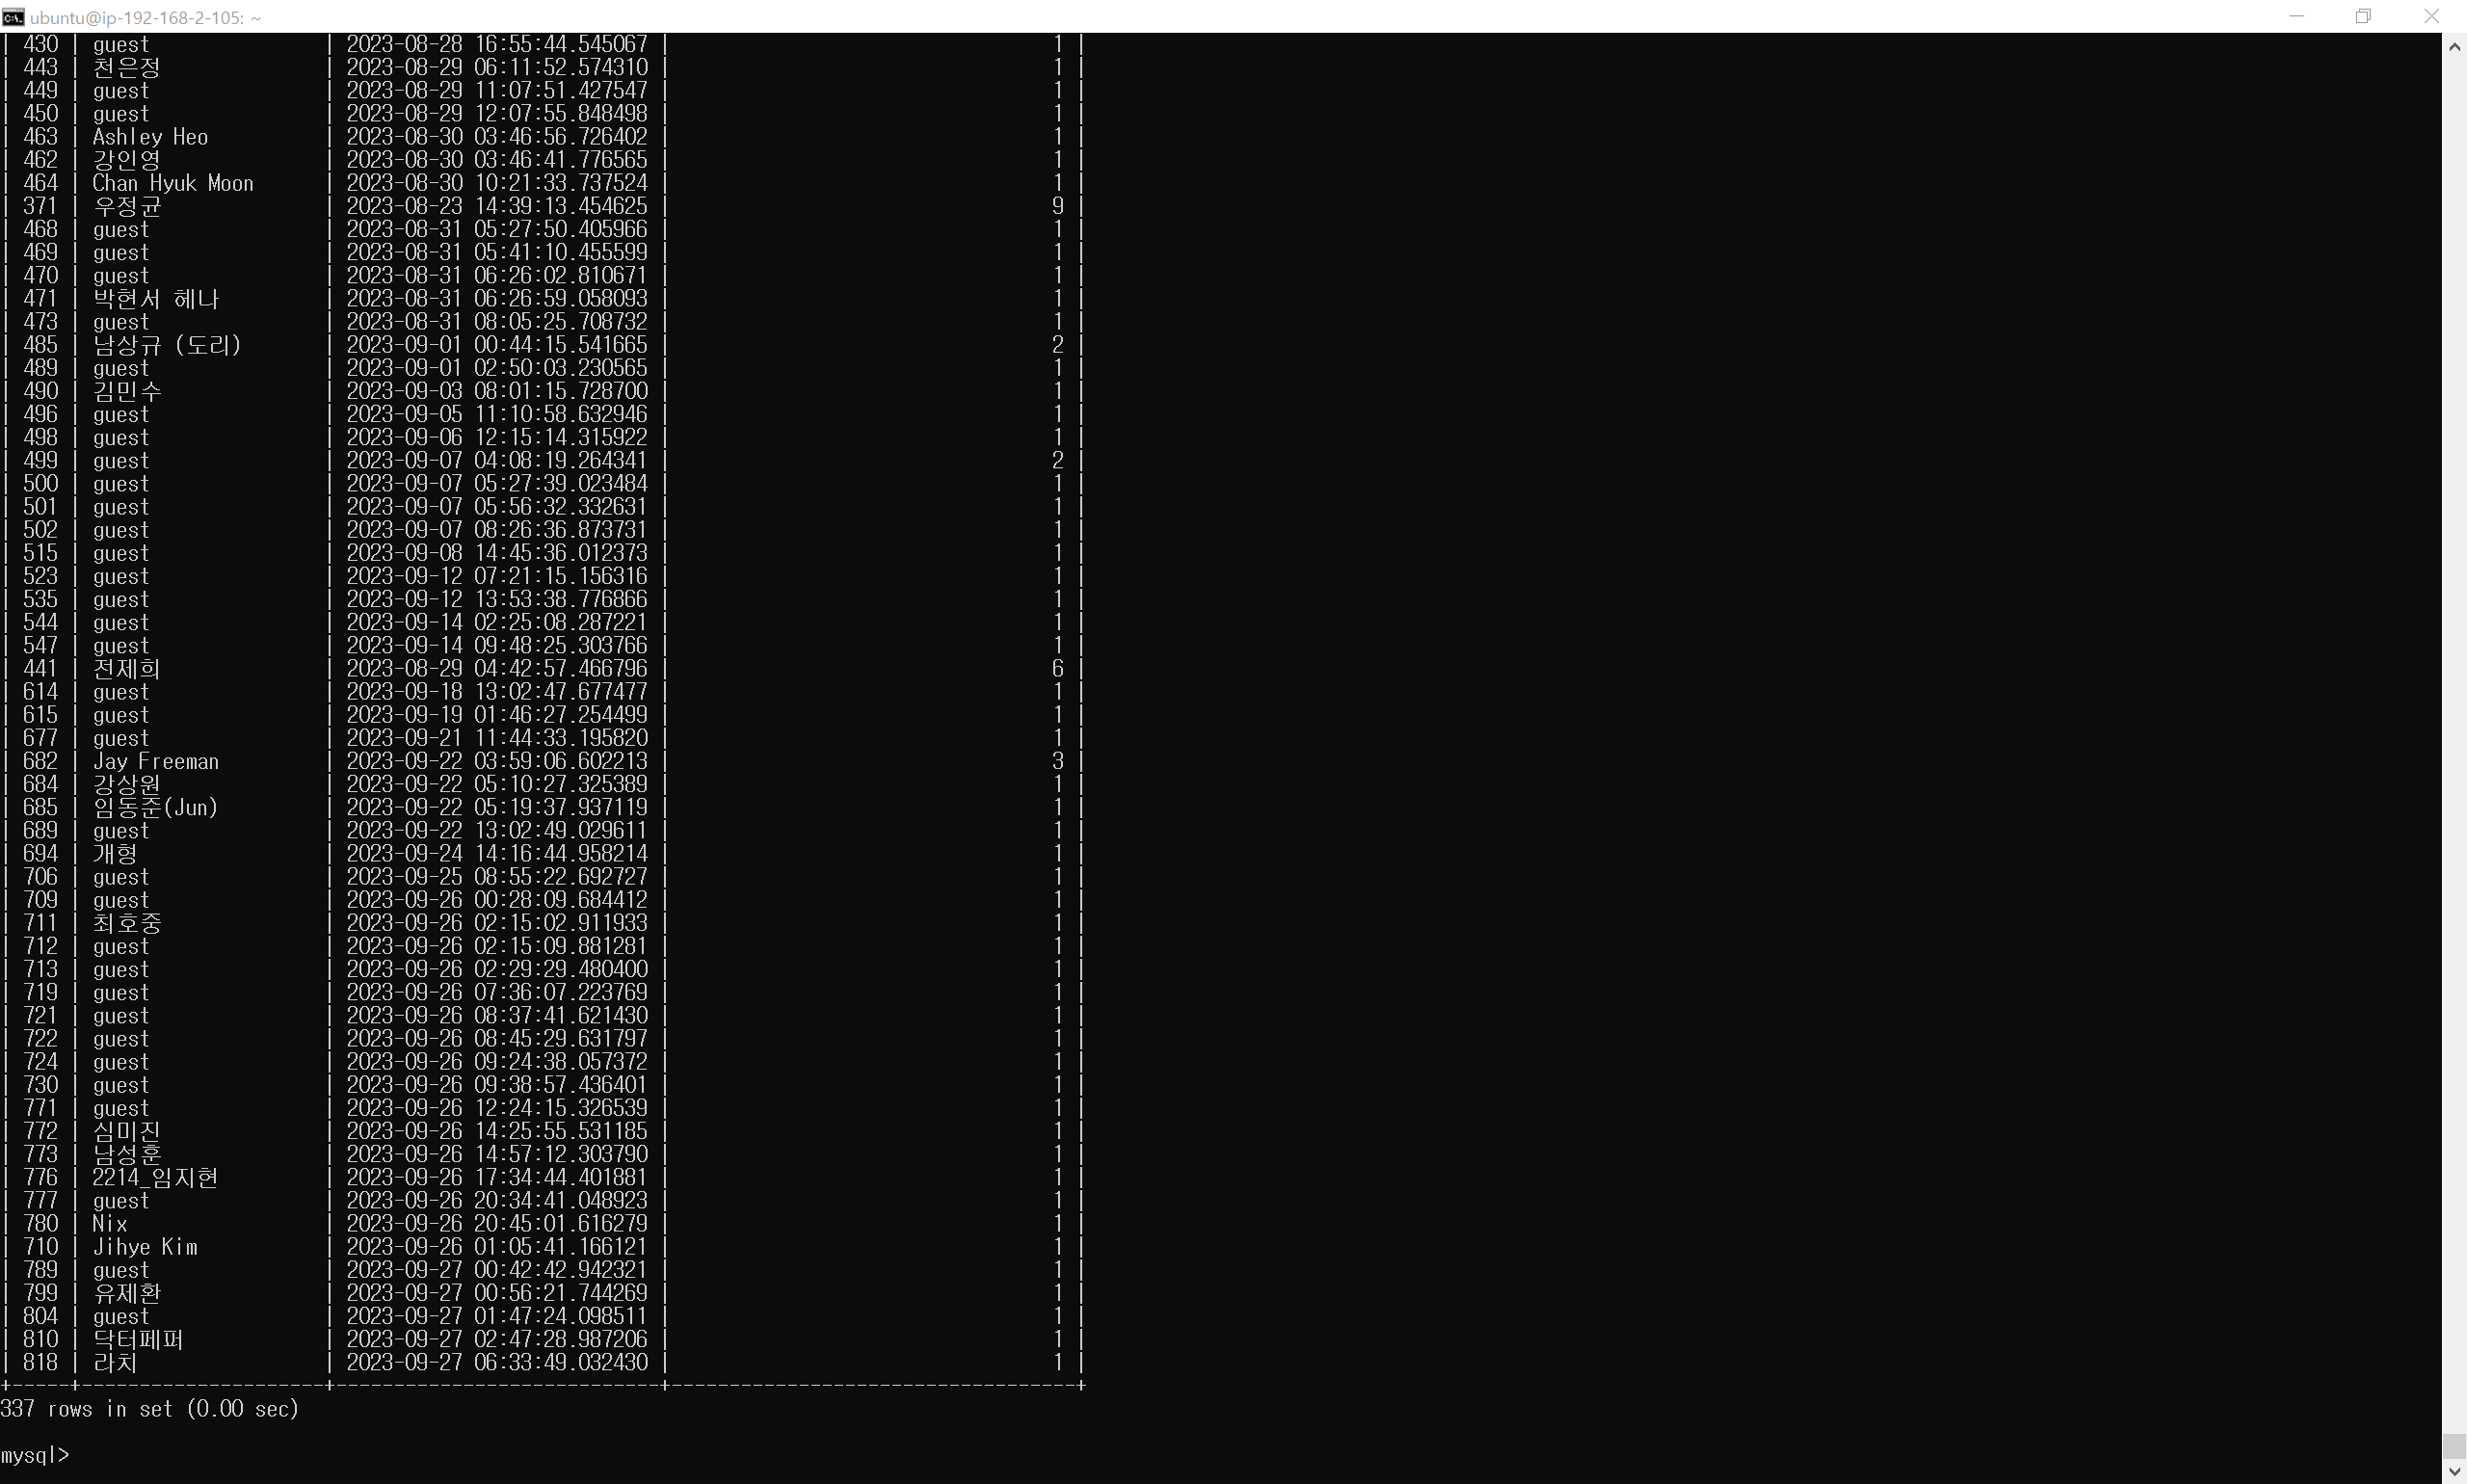 ubuntu@ip-192-168-2-105: ~
| 430 | guest | 2023-08-28 16:55:44.545067 | 1 |
| 443 | 천은정 | 2023-08-29 06:11:52.574310 | 1 |
| 449 | guest | 2023-08-29 11:07:51.427547 | 1 |
| 450 | guest | 2023-08-29 12:07:55.848498 | 1 |
| 463 | Ashley Heo | 2023-08-30 03:46:56.726402 | 1 |
| 462 | 강인영 | 2023-08-30 03:46:41.776565 | 1 |
| 464 | Chan Hyuk Moon | 2023-08-30 10:21:33.737524 | 1 |
| 371 | 우정균 | 2023-08-23 14:39:13.454625 | 9 |
| 468 | guest | 2023-08-31 05:27:50.405966 | 1 |
| 469 | guest | 2023-08-31 05:41:10.455599 | 1 |
| 470 | guest | 2023-08-31 06:26:02.810671 | 1 |
| 471 | 박현서 헤나 | 2023-08-31 06:26:59.058093 | 1 |
| 473 | guest | 2023-08-31 08:05:25.708732 | 1 |
| 485 | 남상규 (도리) | 2023-09-01 00:44:15.541665 | 2 |
| 489 | guest | 2023-09-01 02:50:03.230565 | 1 |
| 490 | 김민수 | 2023-09-03 08:01:15.728700 | 1 |
| 496 | guest | 2023-09-05 11:10:58.632946 | 1 |
| 498 | guest | 2023-09-06 12:15:14.315922 | 1 |
| 499 | guest | 2023-09-07 04:08:19.264341 | 2 |
| 500 | guest | 2023-09-07 05:27:39.023484 | 1 |
| 501 | guest | 2023-09-07 05:56:32.332631 | 1 |
| 502 | guest | 2023-09-07 08:26:36.873731 | 1 |
| 515 | guest | 2023-09-08 14:45:36.012373 | 1 |
| 523 | guest | 2023-09-12 07:21:15.156316 | 1 |
| 535 | guest | 2023-09-12 13:53:38.776866 | 1 |
| 544 | guest | 2023-09-14 02:25:08.287221 | 1 |
| 547 | guest | 2023-09-14 09:48:25.303766 | 1 |
| 441 | 전제희 | 2023-08-29 04:42:57.466796 | 6 |
| 614 | guest | 2023-09-18 13:02:47.677477 | 1 |
| 615 | guest | 2023-09-19 01:46:27.254499 | 1 |
| 677 | guest | 2023-09-21 11:44:33.195820 | 1 |
| 682 | Jay Freeman | 2023-09-22 03:59:06.602213 | 3 |
| 684 | 강상원 | 2023-09-22 05:10:27.325389 | 1 |
| 685 | 임동준(Jun) | 2023-09-22 05:19:37.937119 | 1 |
| 689 | guest | 2023-09-22 13:02:49.029611 | 1 |
| 694 | 개형 | 2023-09-24 14:16:44.958214 | 1 |
| 706 | guest | 2023-09-25 08:55:22.692727 | 1 |
| 709 | guest | 2023-09-26 00:28:09.684412 | 1 |
| 711 | 최호중 | 2023-09-26 02:15:02.911933 | 1 |
| 712 | guest | 2023-09-26 02:15:09.881281 | 1 |
| 713 | guest | 2023-09-26 02:29:29.480400 | 1 |
| 719 | guest | 2023-09-26 07:36:07.223769 | 1 |
| 721 | guest | 2023-09-26 08:37:41.621430 | 1 |
| 722 | guest | 2023-09-26 08:45:29.631797 | 1 |
| 724 | guest | 2023-09-26 09:24:38.057372 | 1 |
| 730 | guest | 2023-09-26 09:38:57.436401 | 1 |
| 771 | guest | 2023-09-26 12:24:15.326539 | 1 |
| 772 | 심미진 | 2023-09-26 14:25:55.531185 | 1 |
| 773 | 남성훈 | 2023-09-26 14:57:12.303790 | 1 |
| 776 | 2214_임지현 | 2023-09-26 17:34:44.401881 | 1 |
| 777 | guest | 2023-09-26 20:34:41.048923 | 1 |
| 780 | Nix | 2023-09-26 20:45:01.616279 | 1 |
| 710 | Jihye Kim | 2023-09-26 01:05:41.166121 | 1 |
| 789 | guest | 2023-09-27 00:42:42.942321 | 1 |
| 799 | 유제환 | 2023-09-27 00:56:21.744269 | 1 |
| 804 | guest | 2023-09-27 01:47:24.098511 | 1 |
| 810 | 닥터페퍼 | 2023-09-27 02:47:28.987206 | 1 |
| 818 | 라치 | 2023-09-27 06:33:49.032430 | 1 |
337 rows in set (0.00 sec)
mysql>